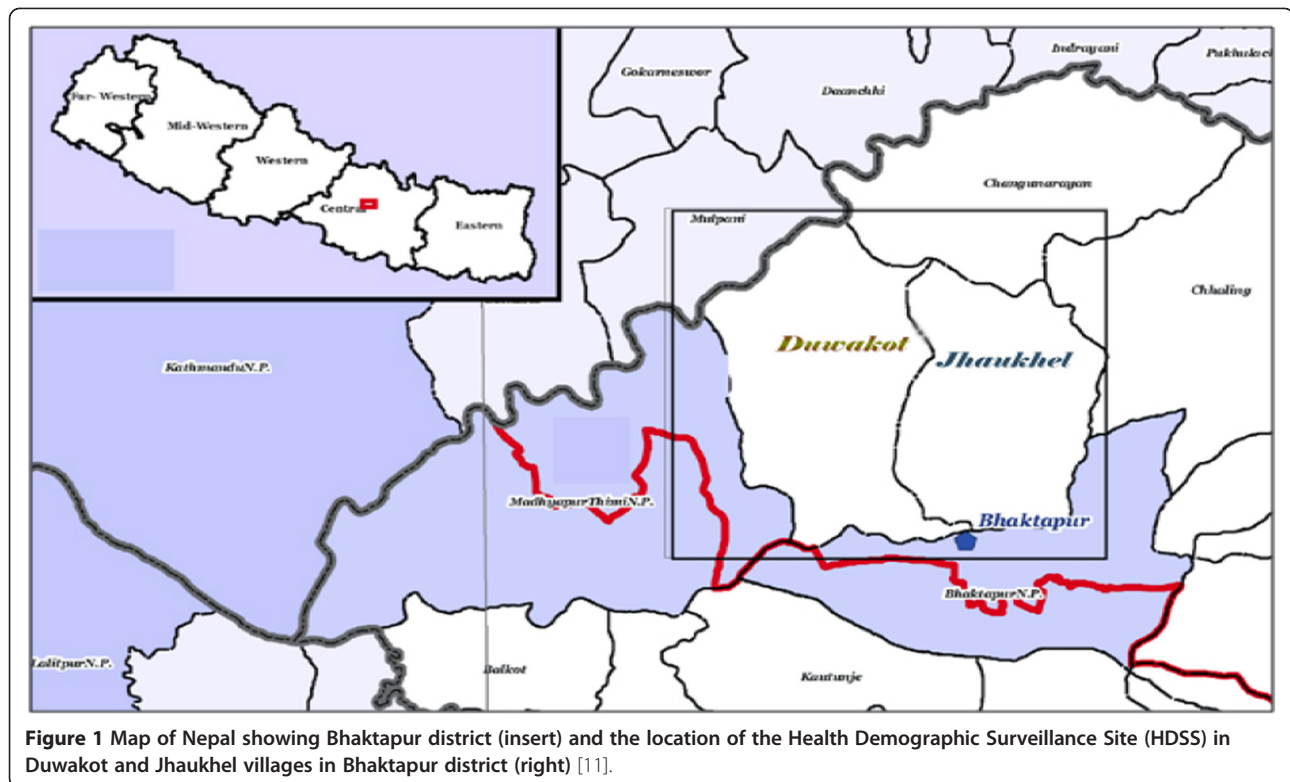 Gokarneswor
Daanchhi
Indrayani
Far- Western
Mid-Western
Western
Central
Eastern
Mulpani
Changunarayan
Chhaling
Duwakot
Jhaukhel
KathmanduN.P.
MadhyapurThimiN.P.
Bhaktapur
BhaktapurN.P.
LalitpurN.P.
Balkot
Kautunje
Figure 1 Map of Nepal showing Bhaktapur district (insert) and the location of the Health Demographic Surveillance Site (HDSS) in
Duwakot and Jhaukhel villages in Bhaktapur district (right) [11].